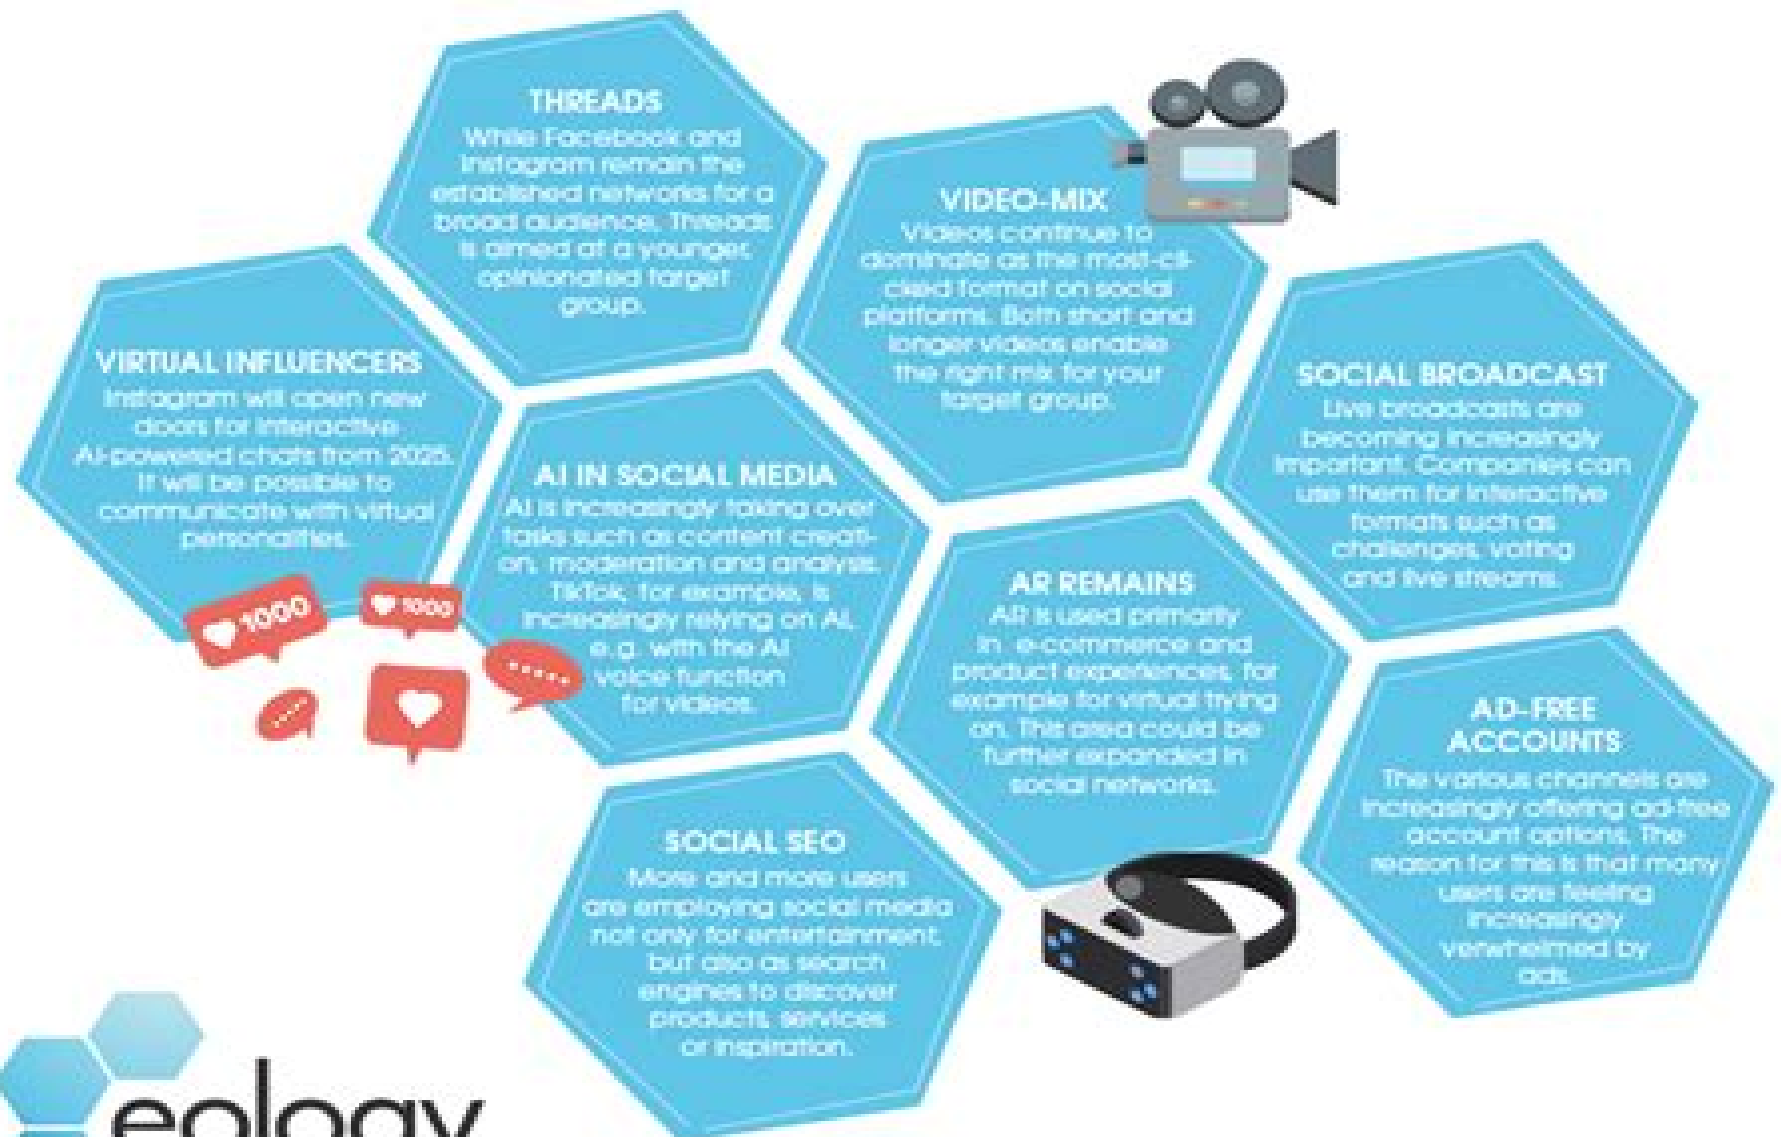 THREADS
While Facebook and
Instagram remain the
established networks for a
broad audience, Threads
is aimed at a younger,
opinionated target
group.
VIDEO-MIX
Videos continue to
dominate as the most-cli-
cked format on social
platforms. Both short and
longer videos enable
the right mix for your
target group.
VIRTUAL INFLUENCERS
Instagram will open new
doors for interactive
AI-powered chats from 2025.
It will be possible to
communicate with virtual
personalities.
SOCIAL BROADCAST
Live broadcasts are
becoming increasingly
important. Companies can
use them for interactive
formats such as
challenges, voting
and live streams.
AI IN SOCIAL MEDIA
AI is increasingly taking over
tasks such as content creati-
on, moderation and analysis.
TikTok, for example, is
increasingly relying on AI,
e.g. with the AI
voice function
for videos.
AR REMAINS
AR is used primarily
in e-commerce and
product experiences, for
example for virtual trying
on. This area could be
further expanded in
social networks.
1000
1000
AD-FREE
ACCOUNTS
The various channels are
increasingly offering ad-free
account options. The
reason for this is that many
users are feeling
increasingly
verwhelmed by
ads.
SOCIAL SEO
More and more users
are employing social media
not only for entertainment,
but also as search
engines to discover
products, services
or inspiration.
eology